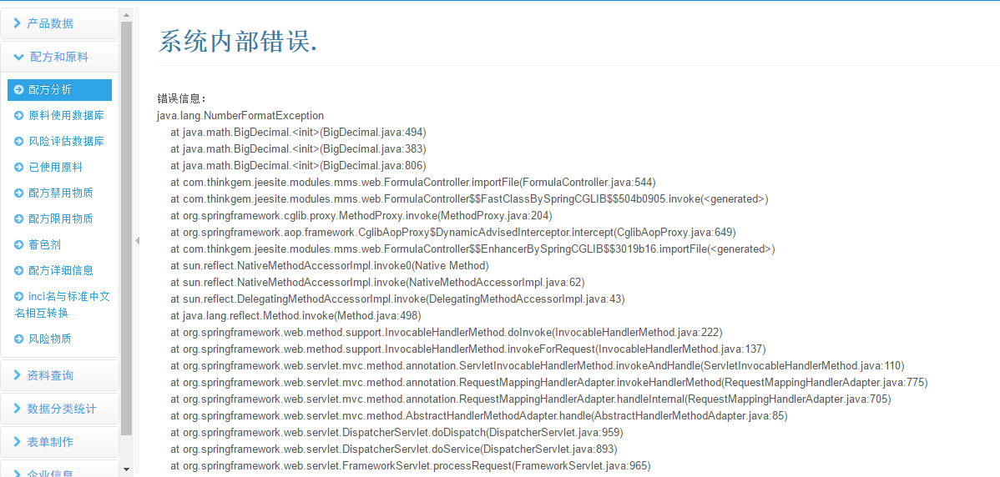 产品数据
配方和原料
配方分析
原料使用数据库
风险评估数据库
已使用原料
配方禁用物质
配方限用物质
着色剂
配方详细信息
inci名与标准中文
名相互转换
风险物质
资料查询
数据分类统计
表单制作
企业信息
系统内部错误.
错误信息：
java.lang.NumberFormatException
at java.math.BigDecimal.<init>(BigDecimal.java:494)
at java.math.BigDecimal.<init>(BigDecimal.java:383)
at java.math.BigDecimal.<init>(BigDecimal.java:806)
at com.thinkgem.jeesite.modules.mms.web.FormulaController.importFile(FormulaController.java:544)
at com.thinkgem.jeesite.modules.mms.web.FormulaController$$FastClassBySpringCGLIB$$504b0905.invoke(<generated>)
at org.springframework.cglib.proxy.MethodProxy.invoke(MethodProxy.java:204)
at org.springframework.aop.framework.CglibAopProxy$DynamicAdvisedInterceptor.intercept(CglibAopProxy.java:649)
at com.thinkgem.jeesite.modules.mms.web.FormulaController$$EnhancerBySpringCGLIB$$3019b16.importFile(<generated>)
at sun.reflect.NativeMethodAccessorImpl.invoke0(Native Method)
at sun.reflect.NativeMethodAccessorImpl.invoke(NativeMethodAccessorImpl.java:62)
at sun.reflect.DelegatingMethodAccessorImpl.invoke(DelegatingMethodAccessorImpl.java:43)
at java.lang.reflect.Method.invoke(Method.java:498)
at org.springframework.web.method.support.InvocableHandlerMethod.doInvoke(InvocableHandlerMethod.java:222)
at org.springframework.web.method.support.InvocableHandlerMethod.invokeForRequest(InvocableHandlerMethod.java:137)
at org.springframework.web.servlet.mvc.method.annotation.ServletInvocableHandlerMethod.invokeAndHandle(ServletInvocableHandlerMethod.java:110)
at org.springframework.web.servlet.mvc.method.annotation.RequestMappingHandlerAdapter.invokeHandlerMethod(RequestMappingHandlerAdapter.java:775)
at org.springframework.web.servlet.mvc.method.annotation.RequestMappingHandlerAdapter.handleInternal(RequestMappingHandlerAdapter.java:705)
at org.springframework.web.servlet.mvc.method.AbstractHandlerMethodAdapter.handle(AbstractHandlerMethodAdapter.java:85)
at org.springframework.web.servlet.DispatcherServlet.doDispatch(DispatcherServlet.java:959)
at org.springframework.web.servlet.DispatcherServlet.doService(DispatcherServlet.java:893)
at org.springframework.web.servlet.FrameworkServlet.processRequest(FrameworkServlet.java:965)